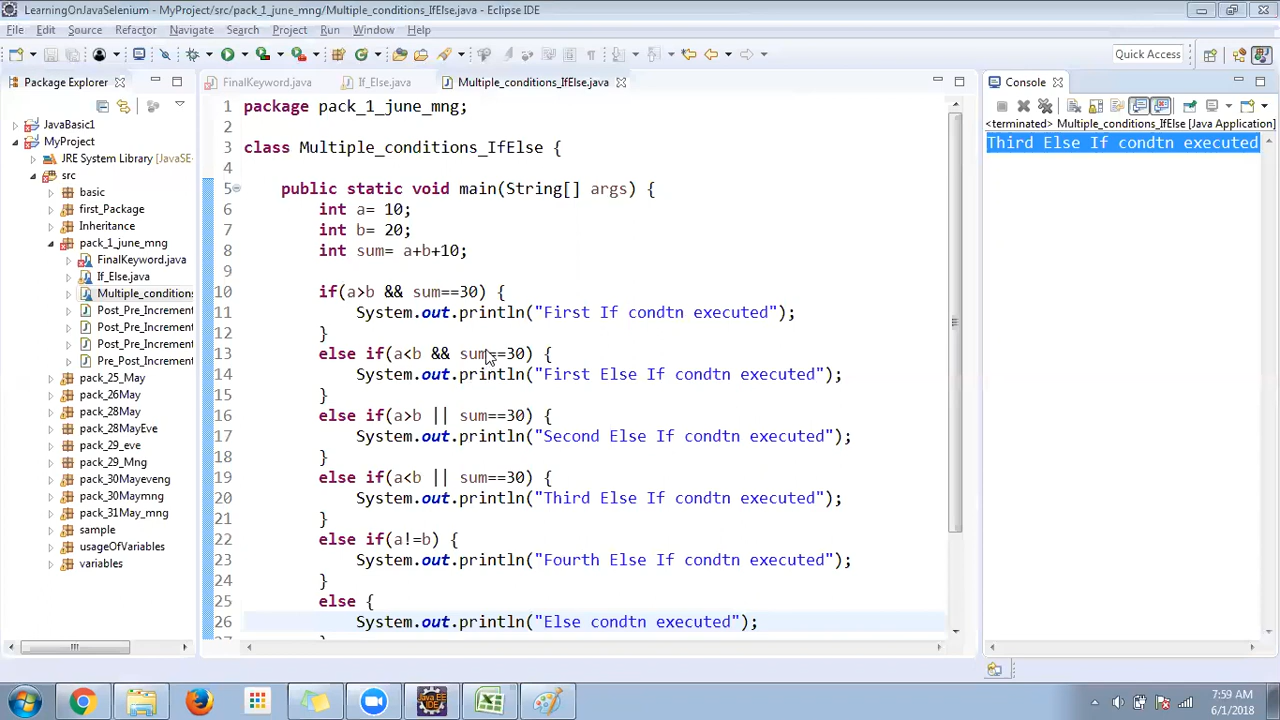 LearningOnJavaSelenium - MyProject/src/pack_1_june_mng/Multiple_conditions_IfElse.java - Eclipse IDE
File Edit Source Refactor Navigate Search Project Run Window Help
Quick Access
Package Explorer
JavaBasic1
MyProject
JRE System Library [JavaSE-
src
basic
first_Package
Inheritance
pack_1_june_mng
FinalKeyword.java
If_Else.java
Multiple_conditions
Post_Pre_Increment
Post_Pre_Increment
Post_Pre_Increment
Pre_Post_Increment
pack_25_May
pack_26May
pack_28May
pack_28MayEve
pack_29_eve
pack_29_Mng
pack_30Mayeveng
pack_30Maymng
pack_31May_mng
sample
usageOfVariables
variables
FinalKeyword.java If_Else.java Multiple_conditions_IfElse.java
1 package pack_1_june_mng;
2
3 class Multiple_conditions_IfElse {
4
5 public static void main(String[] args) {
6 int a= 10;
7 int b= 20;
8 int sum= a+b+10;
9
10 if(a>b && sum==30) {
11 System.out.println("First If condtn executed");
12 }
13 else if(a<b && sum==30) {
14 System.out.println("First Else If condtn executed");
15 }
16 else if(a>b || sum==30) {
17 System.out.println("Second Else If condtn executed");
18 }
19 else if(a<b || sum==30) {
20 System.out.println("Third Else If condtn executed");
21 }
22 else if(a!=b) {
23 System.out.println("Fourth Else If condtn executed");
24 }
25 else {
26 System.out.println("Else condtn executed");
27 }
Console
<terminated> Multiple_conditions_IfElse [Java Application]
Third Else If condtn executed
7:59 AM
6/1/2018